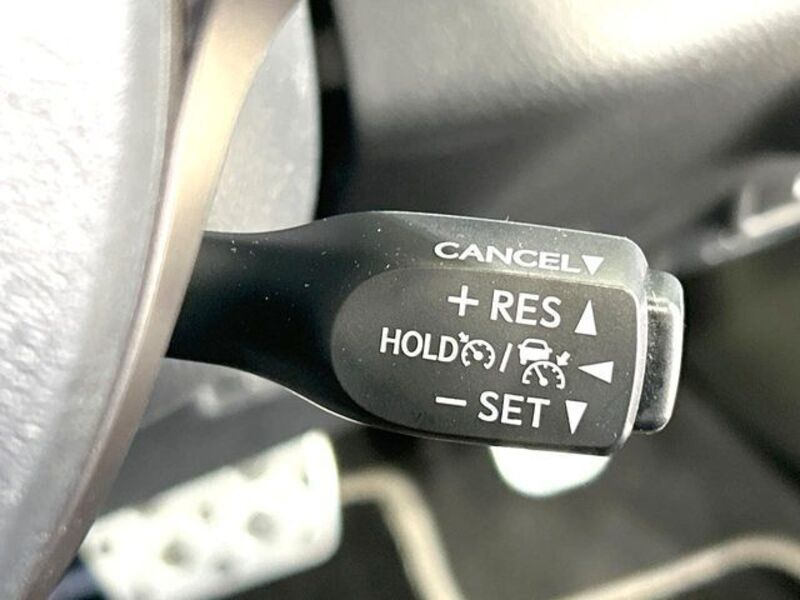 CANCEL▼
+ RES ▲
HOLD / ◀
− SET ▼